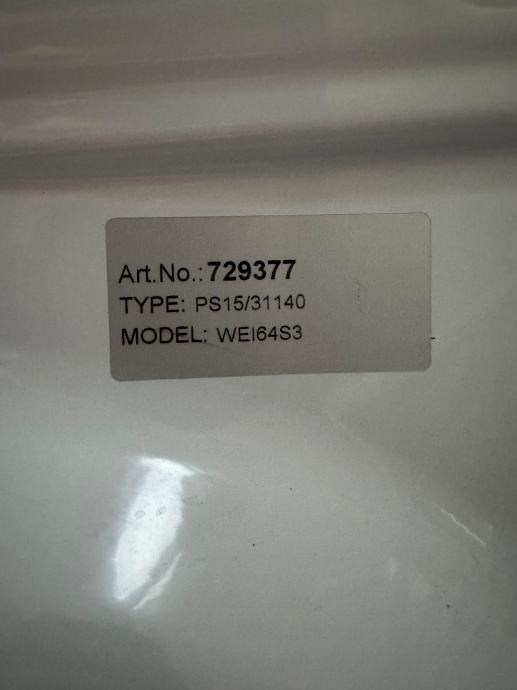 Art.No.: 729377
TYPE: PS15/31140
MODEL: WEI64S3